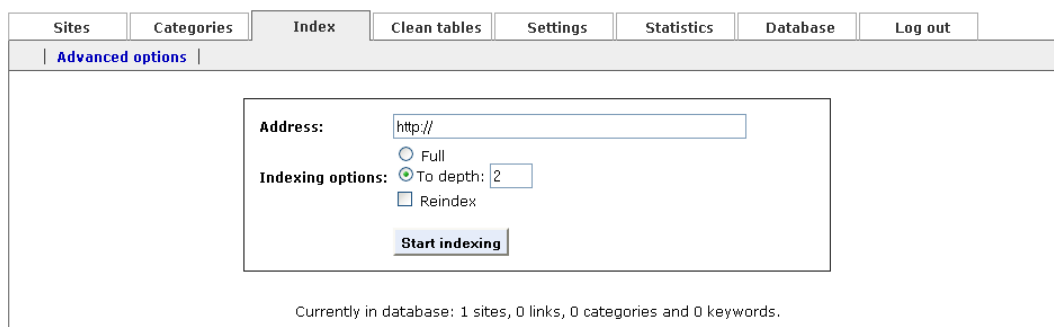 Sites Categories Index Clean tables Settings Statistics Database Log out
| Advanced options |
Address: http://
Full
Indexing options: To depth: 2
Reindex
Start indexing
Currently in database: 1 sites, 0 links, 0 categories and 0 keywords.